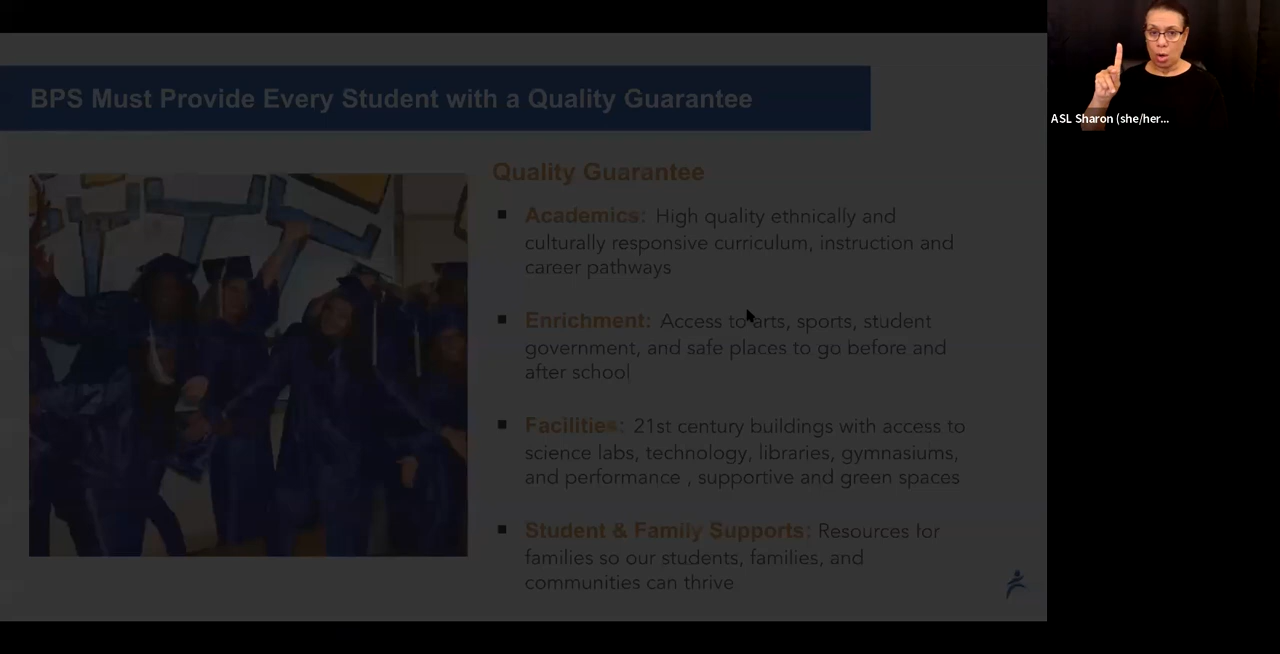 BPS Must Provide Every Student with a Quality Guarantee
ASL Sharon (she/her...
Quality Guarantee
Academics: High quality ethnically and
culturally responsive curriculum, instruction and
career pathways
Enrichment: Access to arts, sports, student
government, and safe places to go before and
after school
Facilities: 21st century buildings with access to
science labs, technology, libraries, gymnasiums,
and performance , supportive and green spaces
Student & Family Supports: Resources for
families so our students, families, and
communities can thrive